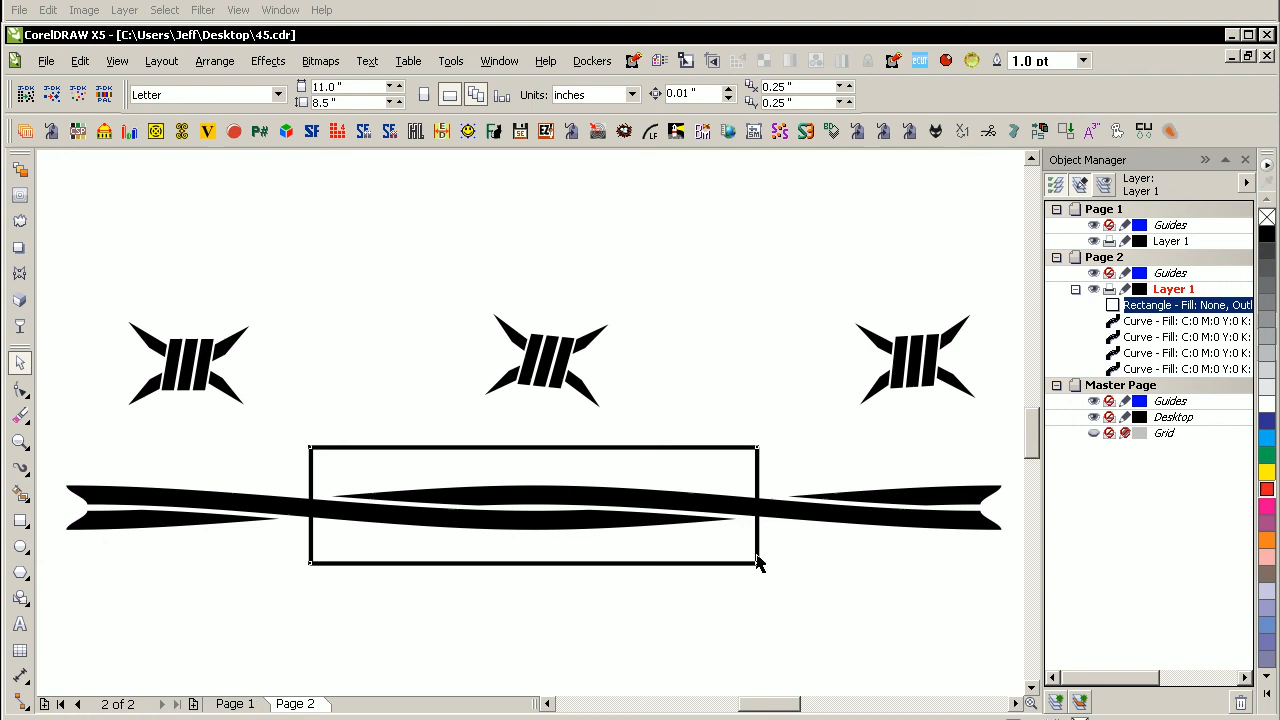 File Edit Image Layer Select Filter View Window Help
CorelDRAW X5 - [C:\Users\Jeff\Desktop\45.cdr]
File Edit View Layout Arrange Effects Bitmaps Text Table Tools Window Help Dockers 1.0 pt
Letter 11.0 " 8.5 " Units: inches 0.01 " 0.25 " 0.25 "
Object Manager
Layer:
Layer 1
Page 1
Guides
Layer 1
Page 2
Guides
Layer 1
Rectangle - Fill: None, Outl
Curve - Fill: C:0 M:0 Y:0 K:
Curve - Fill: C:0 M:0 Y:0 K:
Curve - Fill: C:0 M:0 Y:0 K:
Curve - Fill: C:0 M:0 Y:0 K:
Master Page
Guides
Desktop
Grid
2 of 2 Page 1 Page 2